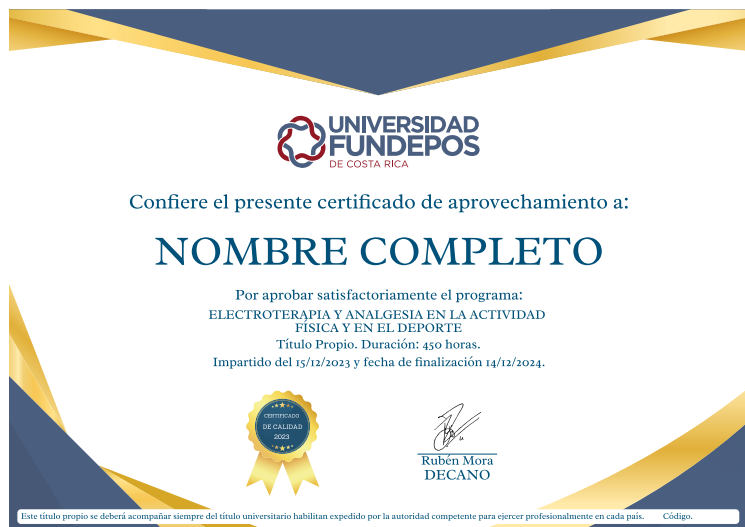 UNIVERSIDAD
FUNDEPOS
DE COSTA RICA
Confiere el presente certificado de aprovechamiento a:
NOMBRE COMPLETO
Por aprobar satisfactoriamente el programa:
ELECTROTERAPIA Y ANALGESIA EN LA ACTIVIDAD
FÍSICA Y EN EL DEPORTE
Título Propio. Duración: 450 horas.
Impartido del 15/12/2023 y fecha de finalización 14/12/2024.
CERTIFICADO
DE CALIDAD
2023
Rubén Mora
DECANO
Este título propio se deberá acompañar siempre del título universitario habilitan expedido por la autoridad competente para ejercer profesionalmente en cada país. Código.